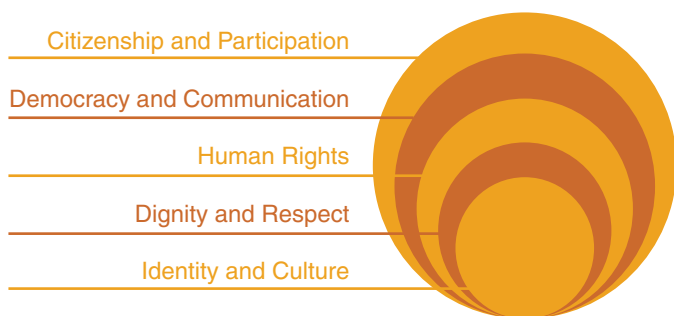 Citizenship and Participation
Democracy and Communication
Human Rights
Dignity and Respect
Identity and Culture